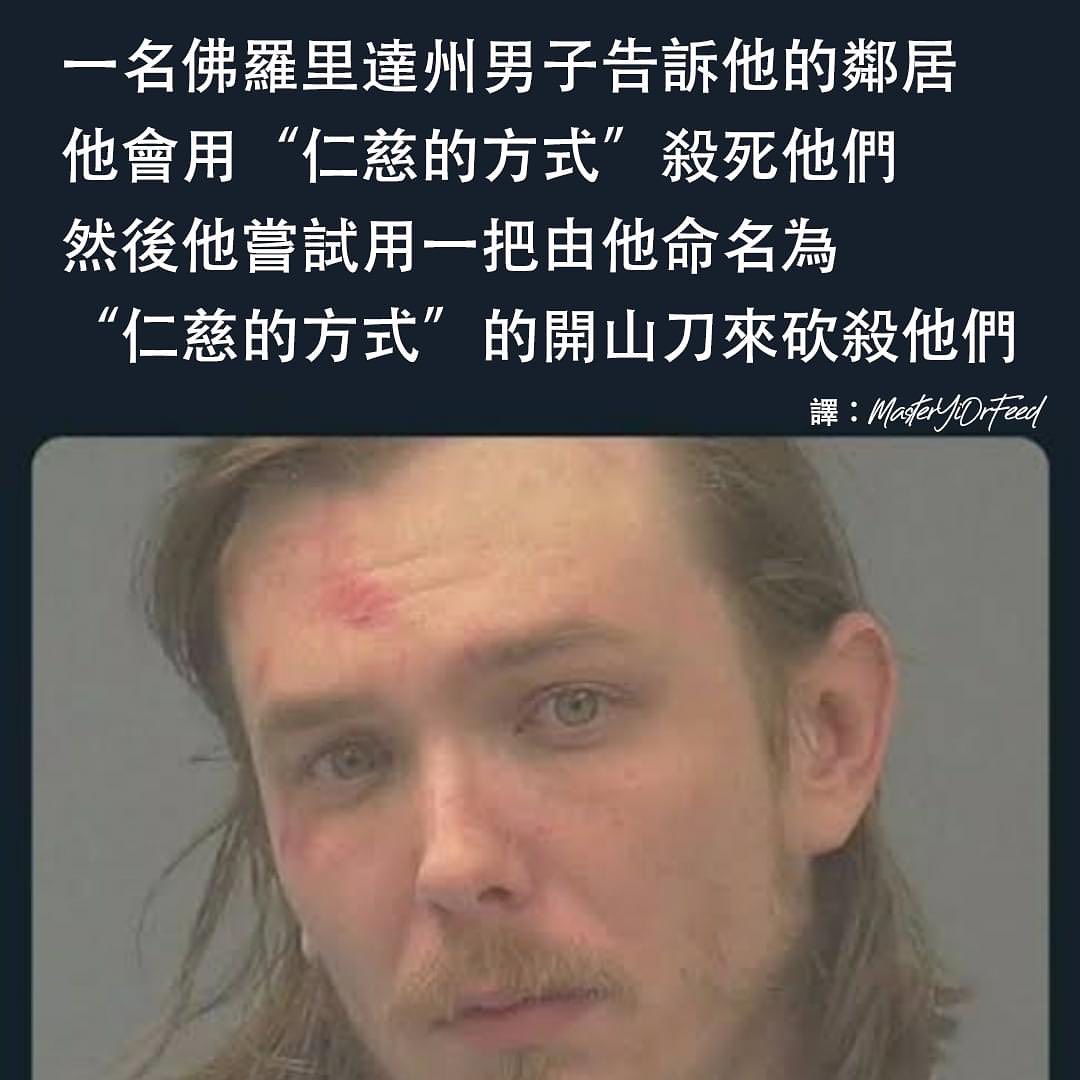 一名佛羅里達州男子告訴他的鄰居
他會用“仁慈的方式”殺死他們
然後他嘗試用一把由他命名為
“仁慈的方式”的開山刀來砍殺他們
譯：MasterYiOrFeed